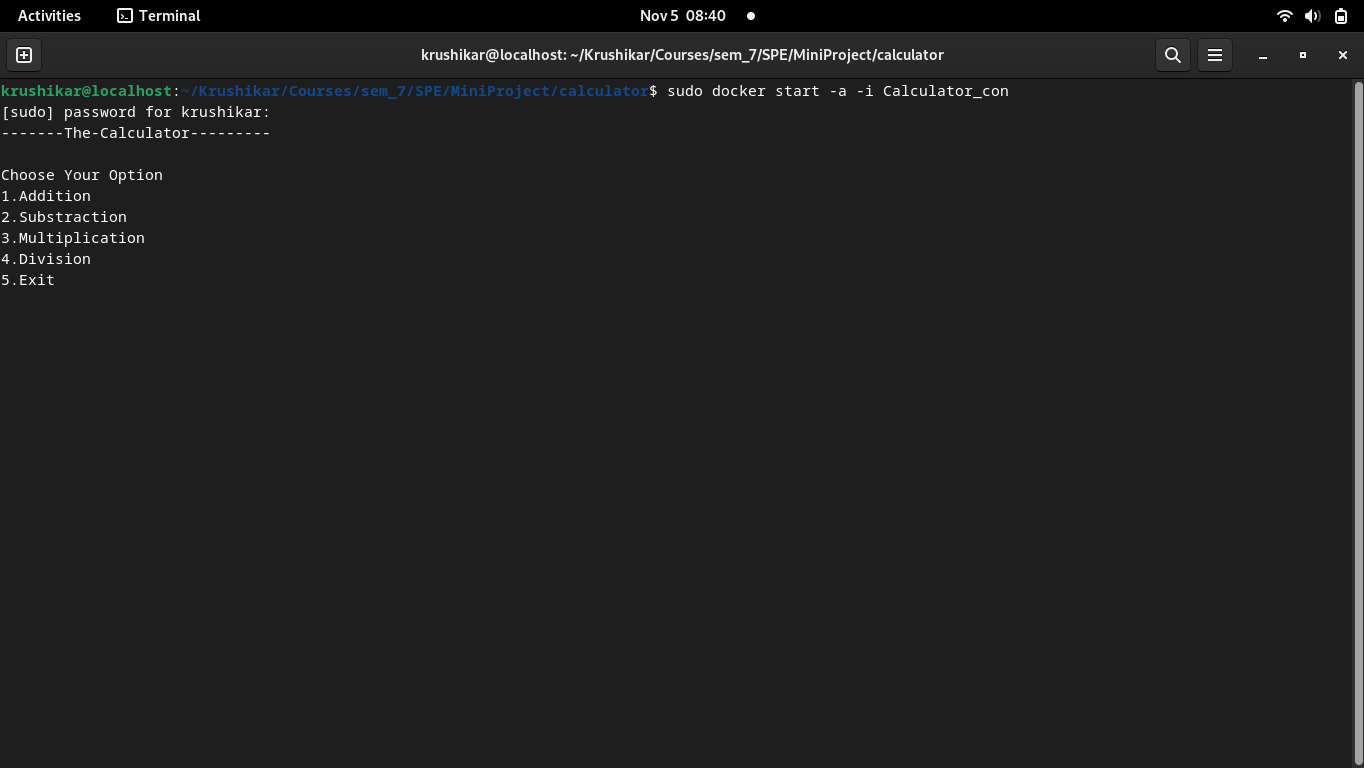 Activities Terminal Nov 5 08:40
krushikar@localhost: ~/Krushikar/Courses/sem_7/SPE/MiniProject/calculator
krushikar@localhost:~/Krushikar/Courses/sem_7/SPE/MiniProject/calculator$ sudo docker start -a -i Calculator_con
[sudo] password for krushikar:
-------The-Calculator---------
Choose Your Option
1.Addition
2.Substraction
3.Multiplication
4.Division
5.Exit